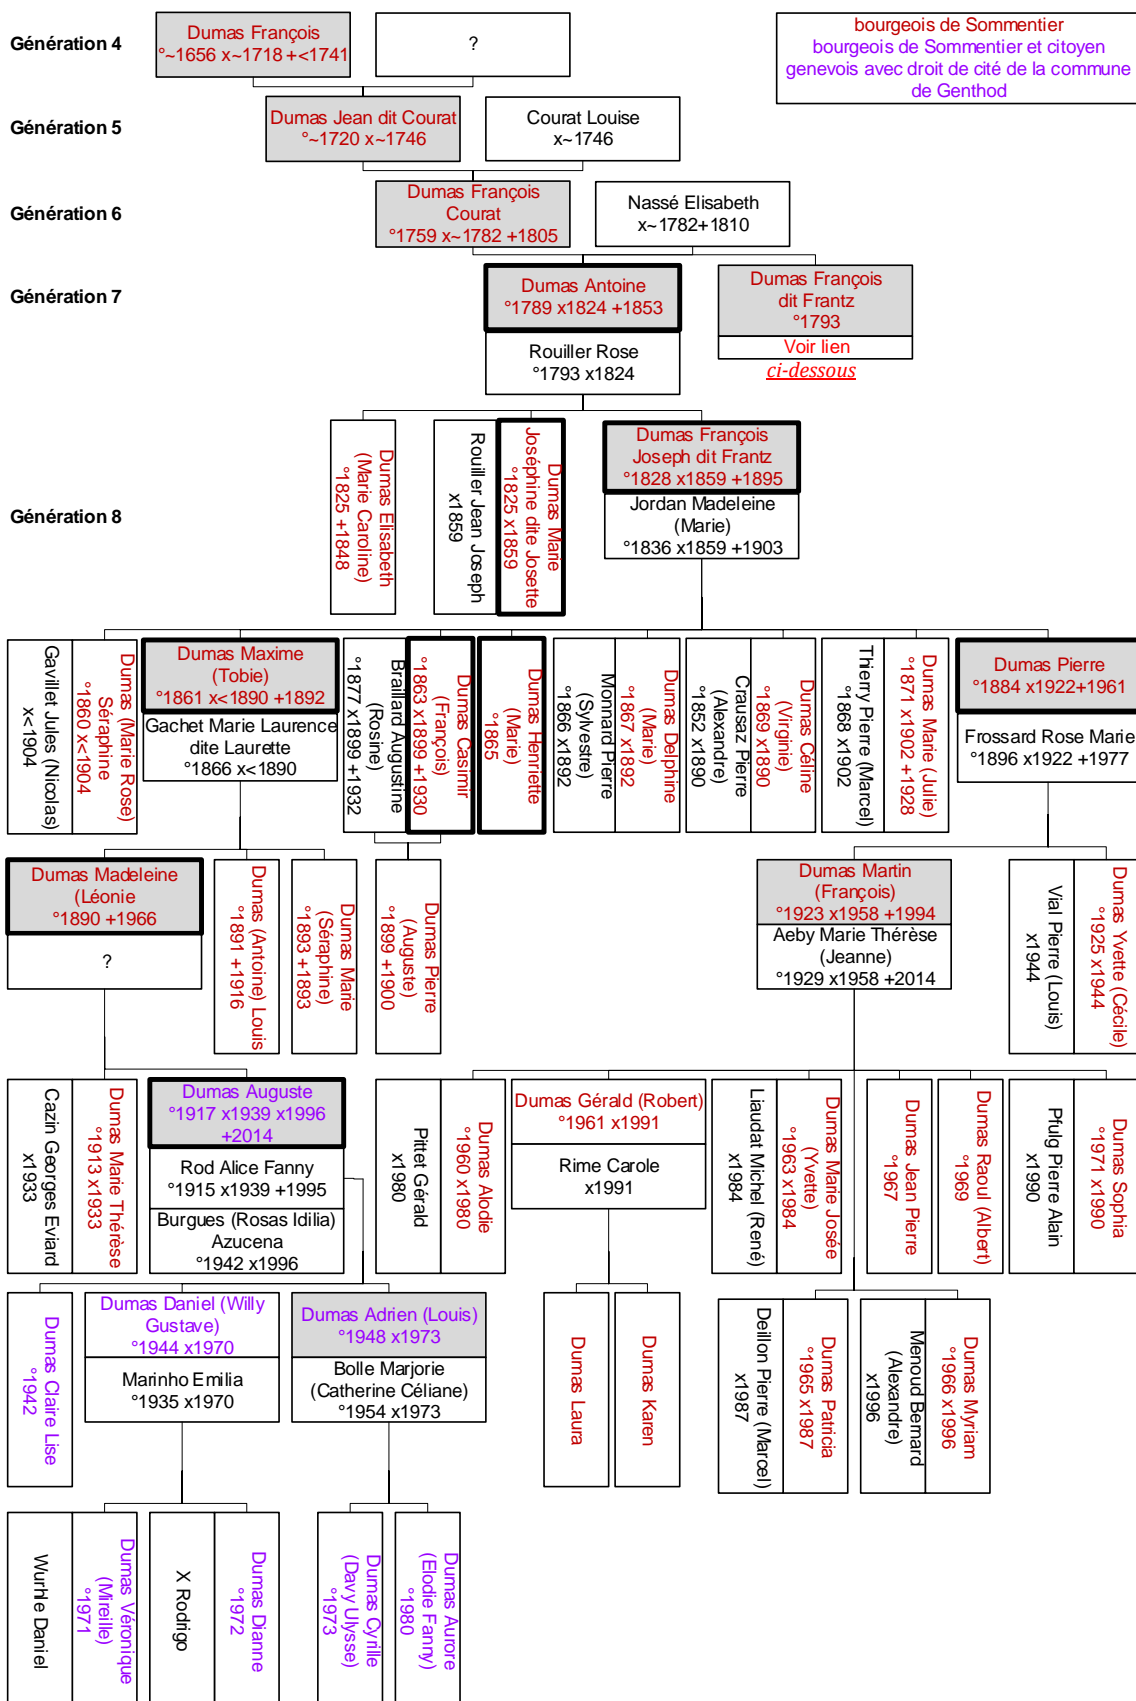 Génération 4
Dumas François
°~1656 x~1718 +<1741
?
bourgeois de Sommentier
bourgeois de Sommentier et citoyen
genevois avec droit de cité de la commune
de Genthod
Génération 5
Dumas Jean dit Courat
°~1720 x~1746
Courat Louise
x~1746
Génération 6
Dumas François
Courat
°1759 x~1782 +1805
Nassé Elisabeth
x~1782+1810
Génération 7
Dumas Antoine
°1789 x1824 +1853
Rouiller Rose
°1793 x1824
Dumas François
dit Frantz
°1793
Voir lien
ci-dessous
Génération 8
Dumas Elisabeth
(Marie Caroline)
°1825 +1848
Rouiller Jean Joseph
x1859
Dumas Marie
Joséphine dite Josette
°1825 x1859
Dumas François
Joseph dit Frantz
°1828 x1859 +1895
Jordan Madeleine
(Marie)
°1836 x1859 +1903
Gavillet Jules (Nicolas)
x<1904
Dumas (Marie Rose)
Séraphine
°1860 x<1904
Dumas Maxime
(Tobie)
°1861 x<1890 +1892
Gachet Marie Laurence
dite Laurette
°1866 x<1890
Braillard Augustine
(Rosine)
°1877 x1899 +1932
Dumas Casimir
(François)
°1863 x1899 +1930
Dumas Henriette
(Marie)
°1865
Monnard Pierre
(Sylvestre)
°1866 x1892
Dumas Delphine
(Marie)
°1867 x1892
Crausaz Pierre
(Alexandre)
°1852 x1890
Dumas Céline
(Virginie)
°1869 x1890
Thierry Pierre (Marcel)
°1868 x1902
Dumas Marie (Julie)
°1871 x1902 +1928
Dumas Pierre
°1884 x1922+1961
Frossard Rose Marie
°1896 x1922 +1977
Dumas Madeleine
(Léonie
°1890 +1966
?
Dumas (Antoine) Louis
°1891 +1916
Dumas Marie
(Séraphine)
°1893 +1893
Dumas Pierre
(Auguste)
°1899 +1900
Dumas Martin
(François)
°1923 x1958 +1994
Aeby Marie Thérèse
(Jeanne)
°1929 x1958 +2014
Vial Pierre (Louis)
x1944
Dumas Yvette (Cécile)
°1925 x1944
Cazin Georges Eviard
x1933
Dumas Marie Thérèse
°1913 x1933
Dumas Auguste
°1917 x1939 x1996
+2014
Rod Alice Fanny
°1915 x1939 +1995
Burgues (Rosas Idilia)
Azucena
°1942 x1996
Pittet Gérald
x1980
Dumas Alodie
°1960 x1980
Dumas Gérald (Robert)
°1961 x1991
Rime Carole
x1991
Liaudat Michel (René)
x1984
Dumas Marie Josée
(Yvette)
°1963 x1984
Dumas Jean Pierre
°1967
Dumas Raoul (Albert)
°1969
Pfulg Pierre Alain
x1990
Dumas Sophia
°1971 x1990
Dumas Claire Lise
°1942
Dumas Daniel (Willy
Gustave)
°1944 x1970
Marinho Emilia
°1935 x1970
Dumas Adrien (Louis)
°1948 x1973
Bolle Marjorie
(Catherine Céliane)
°1954 x1973
Dumas Laura
Dumas Karen
Deillon Pierre (Marcel)
x1987
Dumas Patricia
°1965 x1987
Menoud Bernard
(Alexandre)
x1996
Dumas Myriam
°1966 x1996
Wurhle Daniel
Dumas Véronique
(Mireille)
°1971
X Rodrigo
Dumas Dianne
°1972
Dumas Cyrille
(Davy Ulysse)
°1973
Dumas Aurore
(Elodie Fanny)
°1980